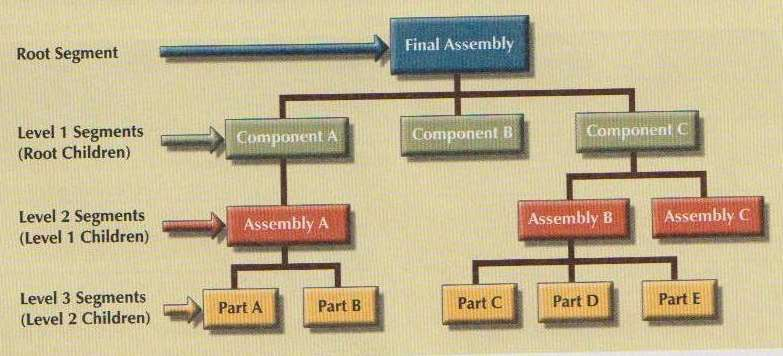 Root Segment
Final Assembly
Level 1 Segments
(Root Children)
Component A
Component B
Component C
Level 2 Segments
(Level 1 Children)
Assembly A
Assembly B
Assembly C
Level 3 Segments
(Level 2 Children)
Part A
Part B
Part C
Part D
Part E